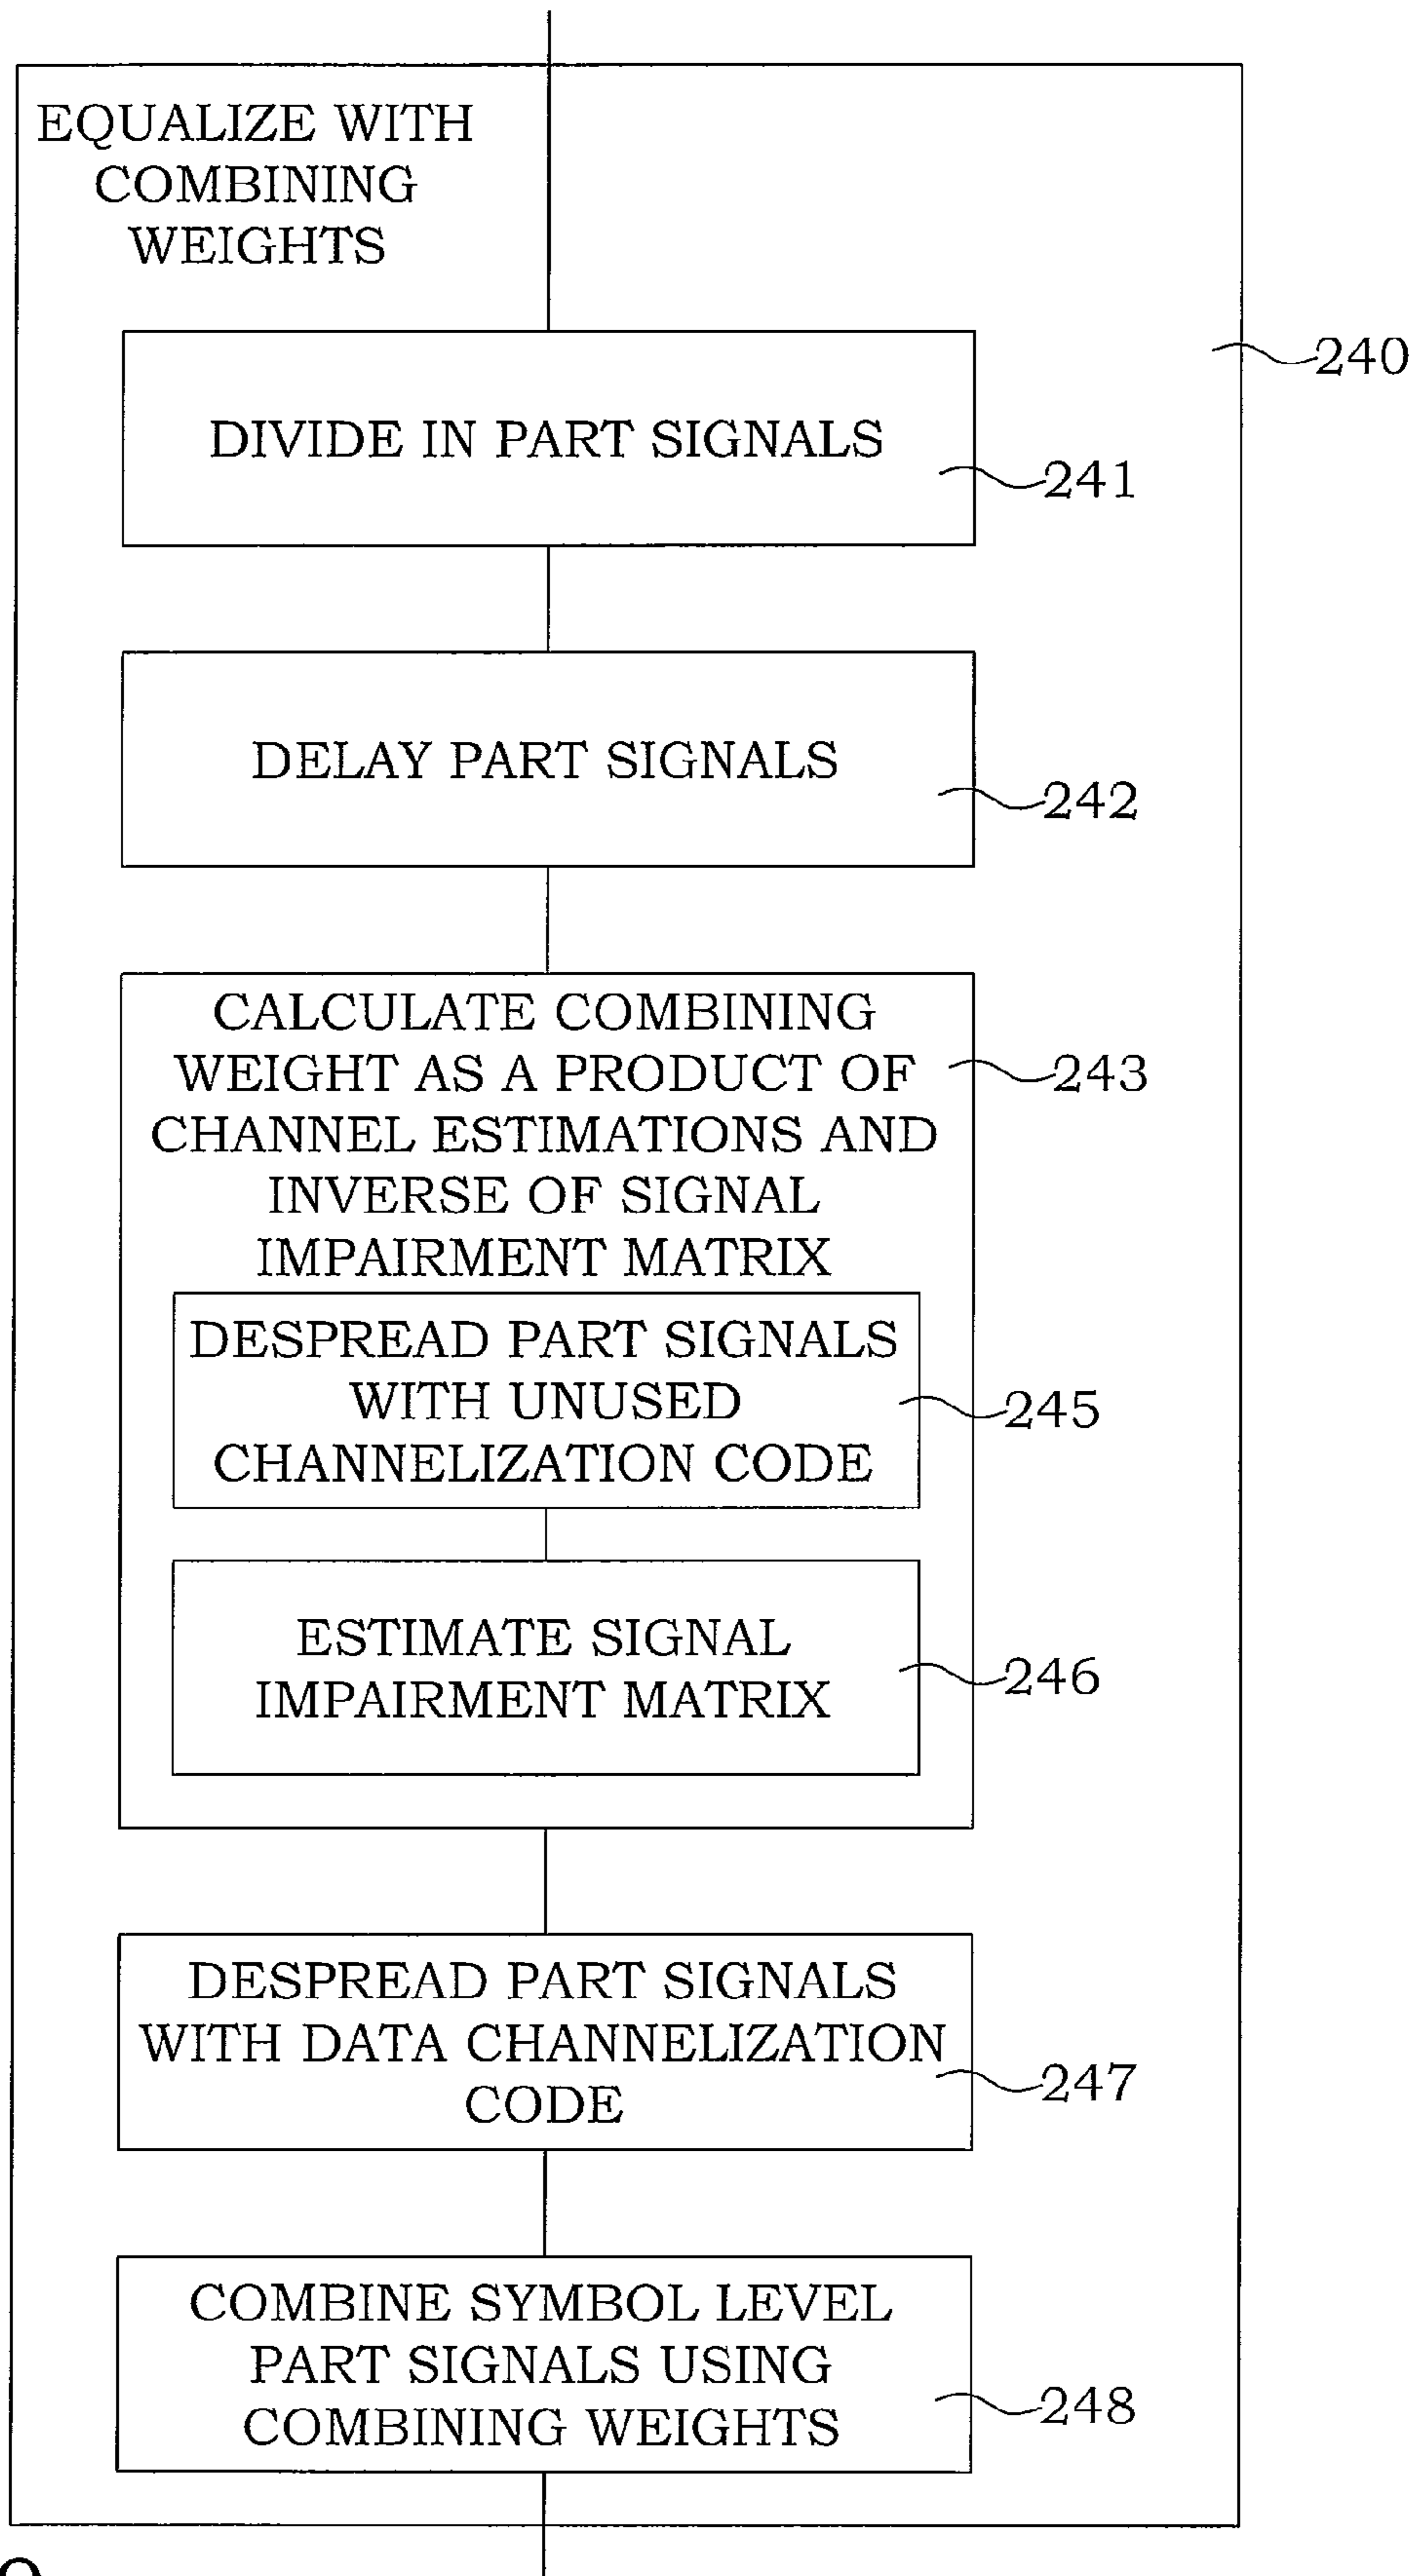 EQUALIZE WITH
COMBINING
WEIGHTS
240
DIVIDE IN PART SIGNALS
241
DELAY PART SIGNALS
242
CALCULATE COMBINING
WEIGHT AS A PRODUCT OF
243
CHANNEL ESTIMATIONS AND
INVERSE OF SIGNAL
IMPAIRMENT MATRIX
DESPREAD PART SIGNALS
WITH UNUSED
245
CHANNELIZATION CODE
ESTIMATE SIGNAL
246
IMPAIRMENT MATRIX
DESPREAD PART SIGNALS
WITH DATA CHANNELIZATION
247
CODE
COMBINE SYMBOL LEVEL
PART SIGNALS USING
248
COMBINING WEIGHTS